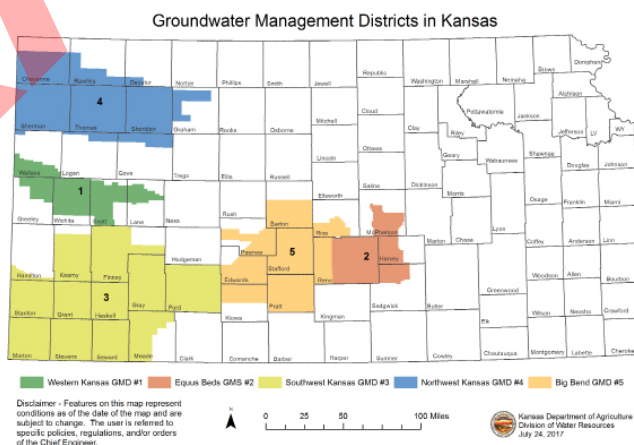 Groundwater Management Districts in Kansas
Cheyenne Rawlins Decatur Norton Phillips Smith Jewell Republic Washington Marshall Nemaha Brown Doniphan
Atchison
4
Sherman Thomas Sheridan Graham Rooks Osborne Mitchell Cloud Clay Riley Pottawatomie Jackson Jefferson LV WY
Ottawa
Geary Wabaunsee Shawnee Douglas Johnson
Wallace Logan Gove Trego Ellis Russell Lincoln Saline Dickinson Morris
Ellsworth
Osage Franklin Miami
1
Greeley Wichita Scott Lane Ness Rush Barton Rice McPherson Marion Chase Lyon Coffey Anderson Linn
Pawnee 5 2
Hamilton Kearny Finney Hodgeman Stafford Reno Harvey
Edwards
Woodson Allen Bourbon
3
Stanton Grant Haskell Gray Ford Pratt Sedgwick Butler Greenwood
Kiowa Kingman Elk Wilson Neosho Crawford
Morton Stevens Seward Meade Clark Comanche Barber Harper Sumner Cowley Chautauqua Montgomery Labette Cheroke
Western Kansas GMD #1 Equus Beds GMS #2 Southwest Kansas GMD #3 Northwest Kansas GMD #4 Big Bend GMD #5
Disclaimer - Features on this map represent
conditions as of the date of the map and are
subject to change. The user is referred to
specific policies, regulations, and/or orders
of the Chief Engineer.
N
0 25 50 100 Miles
Kansas Department of Agriculture
Division of Water Resources
July 24, 2017